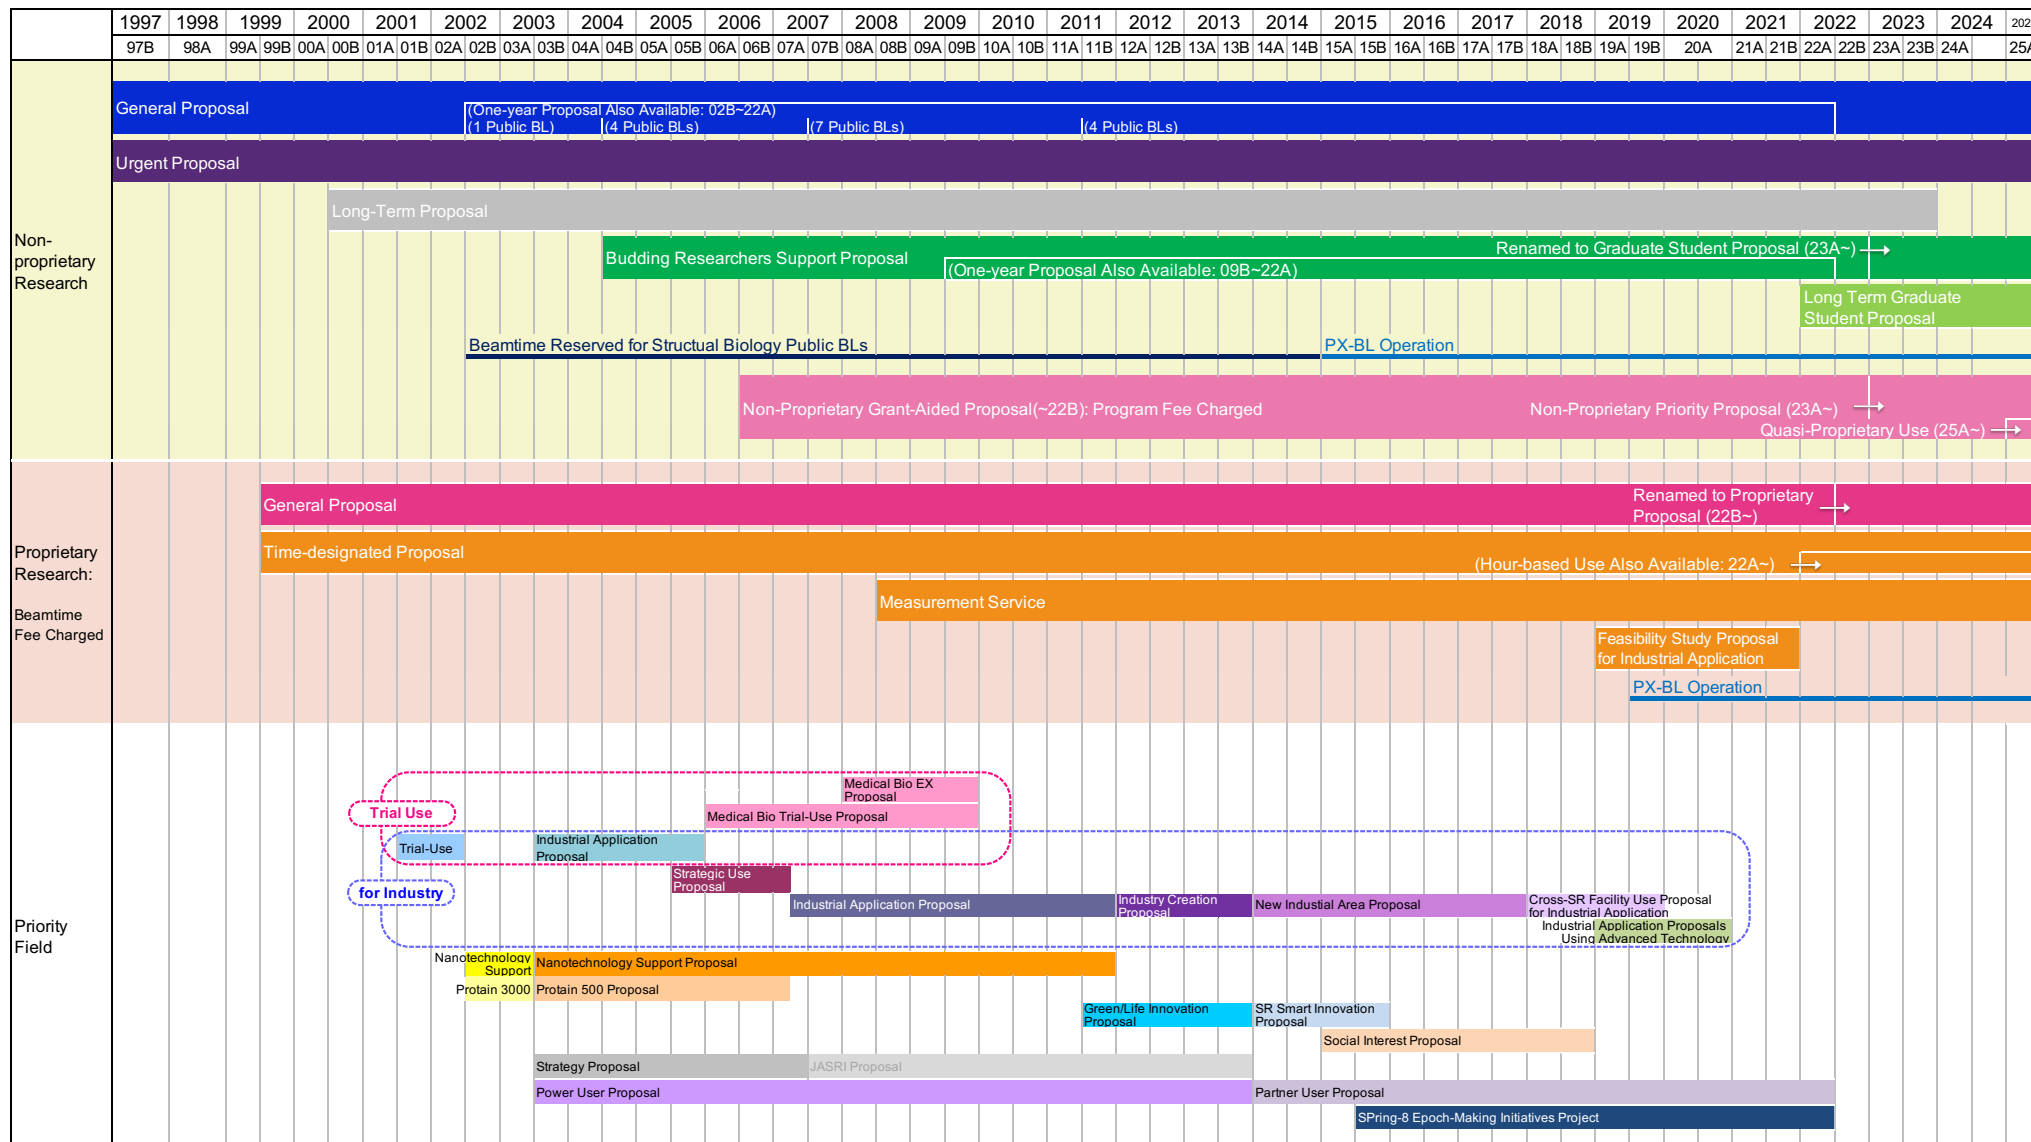 1997 1998 1999 2000 2001 2002 2003 2004 2005 2006 2007 2008 2009 2010 2011 2012 2013 2014 2015 2016 2017 2018 2019 2020 2021 2022 2023 2024
97B 98A 99A 99B 00A 00B 01A 01B 02A 02B 03A 03B 04A 04B 05A 05B 06A 06B 07A 07B 08A 08B 09A 09B 10A 10B 11A 11B 12A 12B 13A 13B 14A 14B 15A 15B 16A 16B 17A 17B 18A 18B 19A 19B 20A 21A 21B 22A 22B 23A 23B 24A 25A
Non-
proprietary
Research
General Proposal
(One-year Proposal Also Available: 02B~22A)
(1 Public BL) (4 Public BLs) (7 Public BLs) (4 Public BLs)
Urgent Proposal
Long-Term Proposal
Budding Researchers Support Proposal
Renamed to Graduate Student Proposal (23A~)
(One-year Proposal Also Available: 09B~22A)
Long Term Graduate
Student Proposal
Beamtime Reserved for Structual Biology Public BLs
PX-BL Operation
Non-Proprietary Grant-Aided Proposal(~22B): Program Fee Charged
Non-Proprietary Priority Proposal (23A~)
Quasi-Proprietary Use (25A~)
Proprietary
Research:
Beamtime
Fee Charged
General Proposal
Renamed to Proprietary
Proposal (22B~)
Time-designated Proposal
(Hour-based Use Also Available: 22A~)
Measurement Service
Feasibility Study Proposal
for Industrial Application
PX-BL Operation
Priority
Field
Trial Use
Medical Bio EX
Proposal
Medical Bio Trial-Use Proposal
Trial-Use
Industrial Application
Proposal
for Industry
Strategic Use
Proposal
Industrial Application Proposal
Industry Creation
Proposal
New Industial Area Proposal
Cross-SR Facility Use Proposal
for Industrial Application
Industrial Application Proposals
Using Advanced Technology
Nanotechnology
Support
Nanotechnology Support Proposal
Protain 3000
Protain 500 Proposal
Green/Life Innovation
Proposal
SR Smart Innovation
Proposal
Social Interest Proposal
Strategy Proposal
JASRI Proposal
Power User Proposal
Partner User Proposal
SPring-8 Epoch-Making Initiatives Project